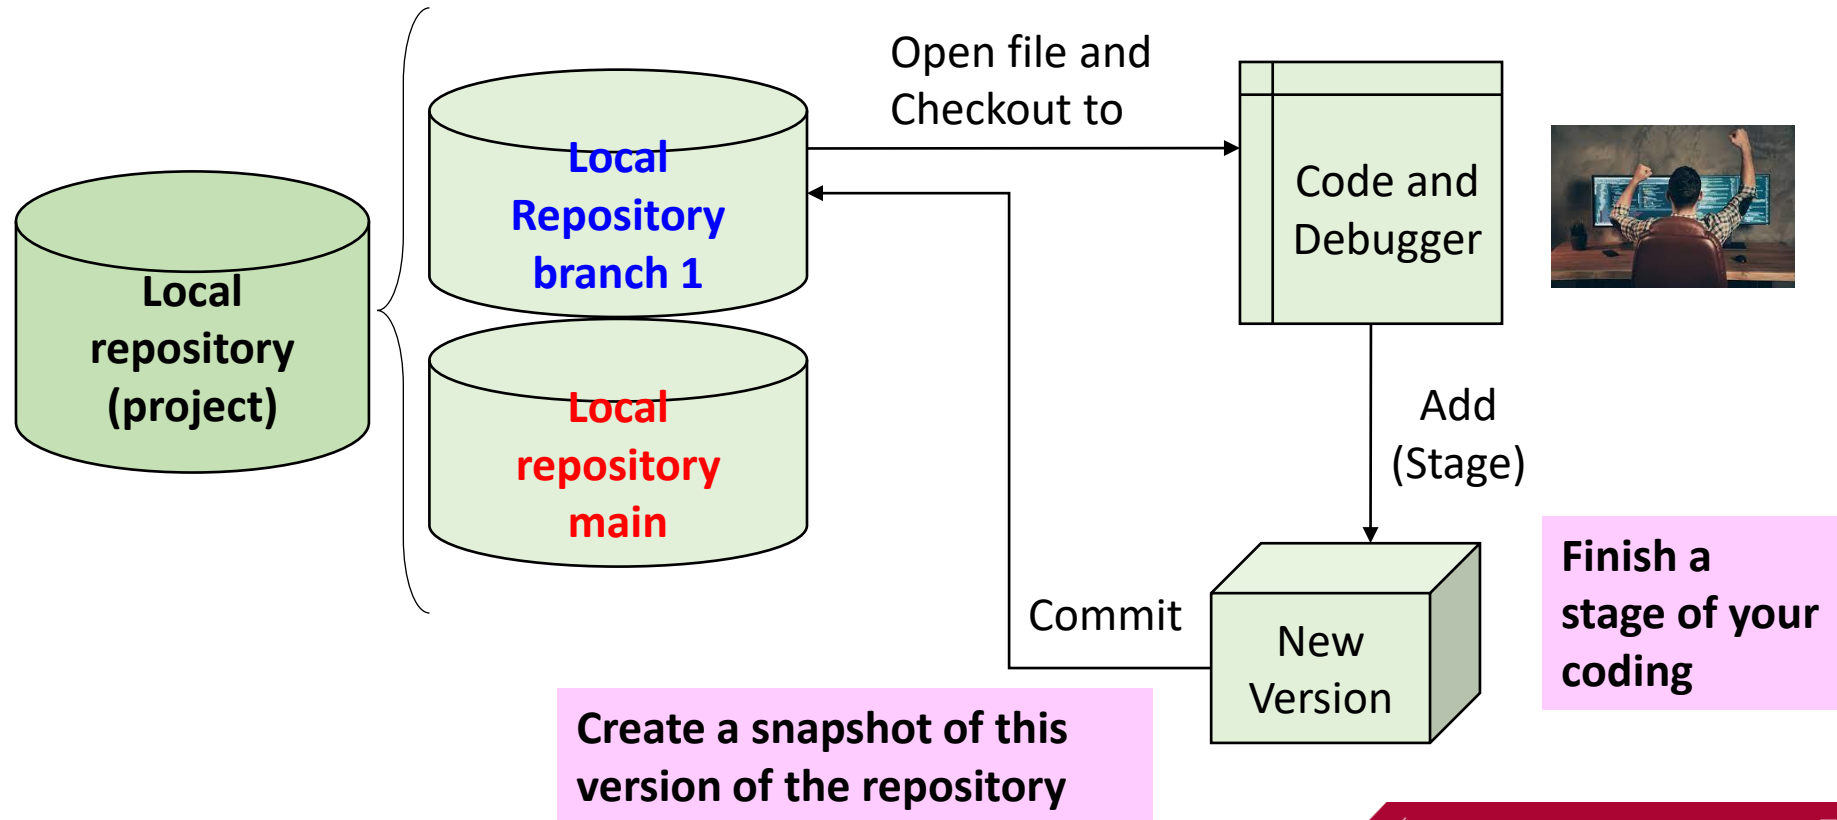 Open file and
Checkout to
Local
Repository
branch 1
Code and
Debugger
Local
repository
(project)
Local
repository
main
Add
(Stage)
Finish a
stage of your
coding
Commit
New
Version
Create a snapshot of this
version of the repository